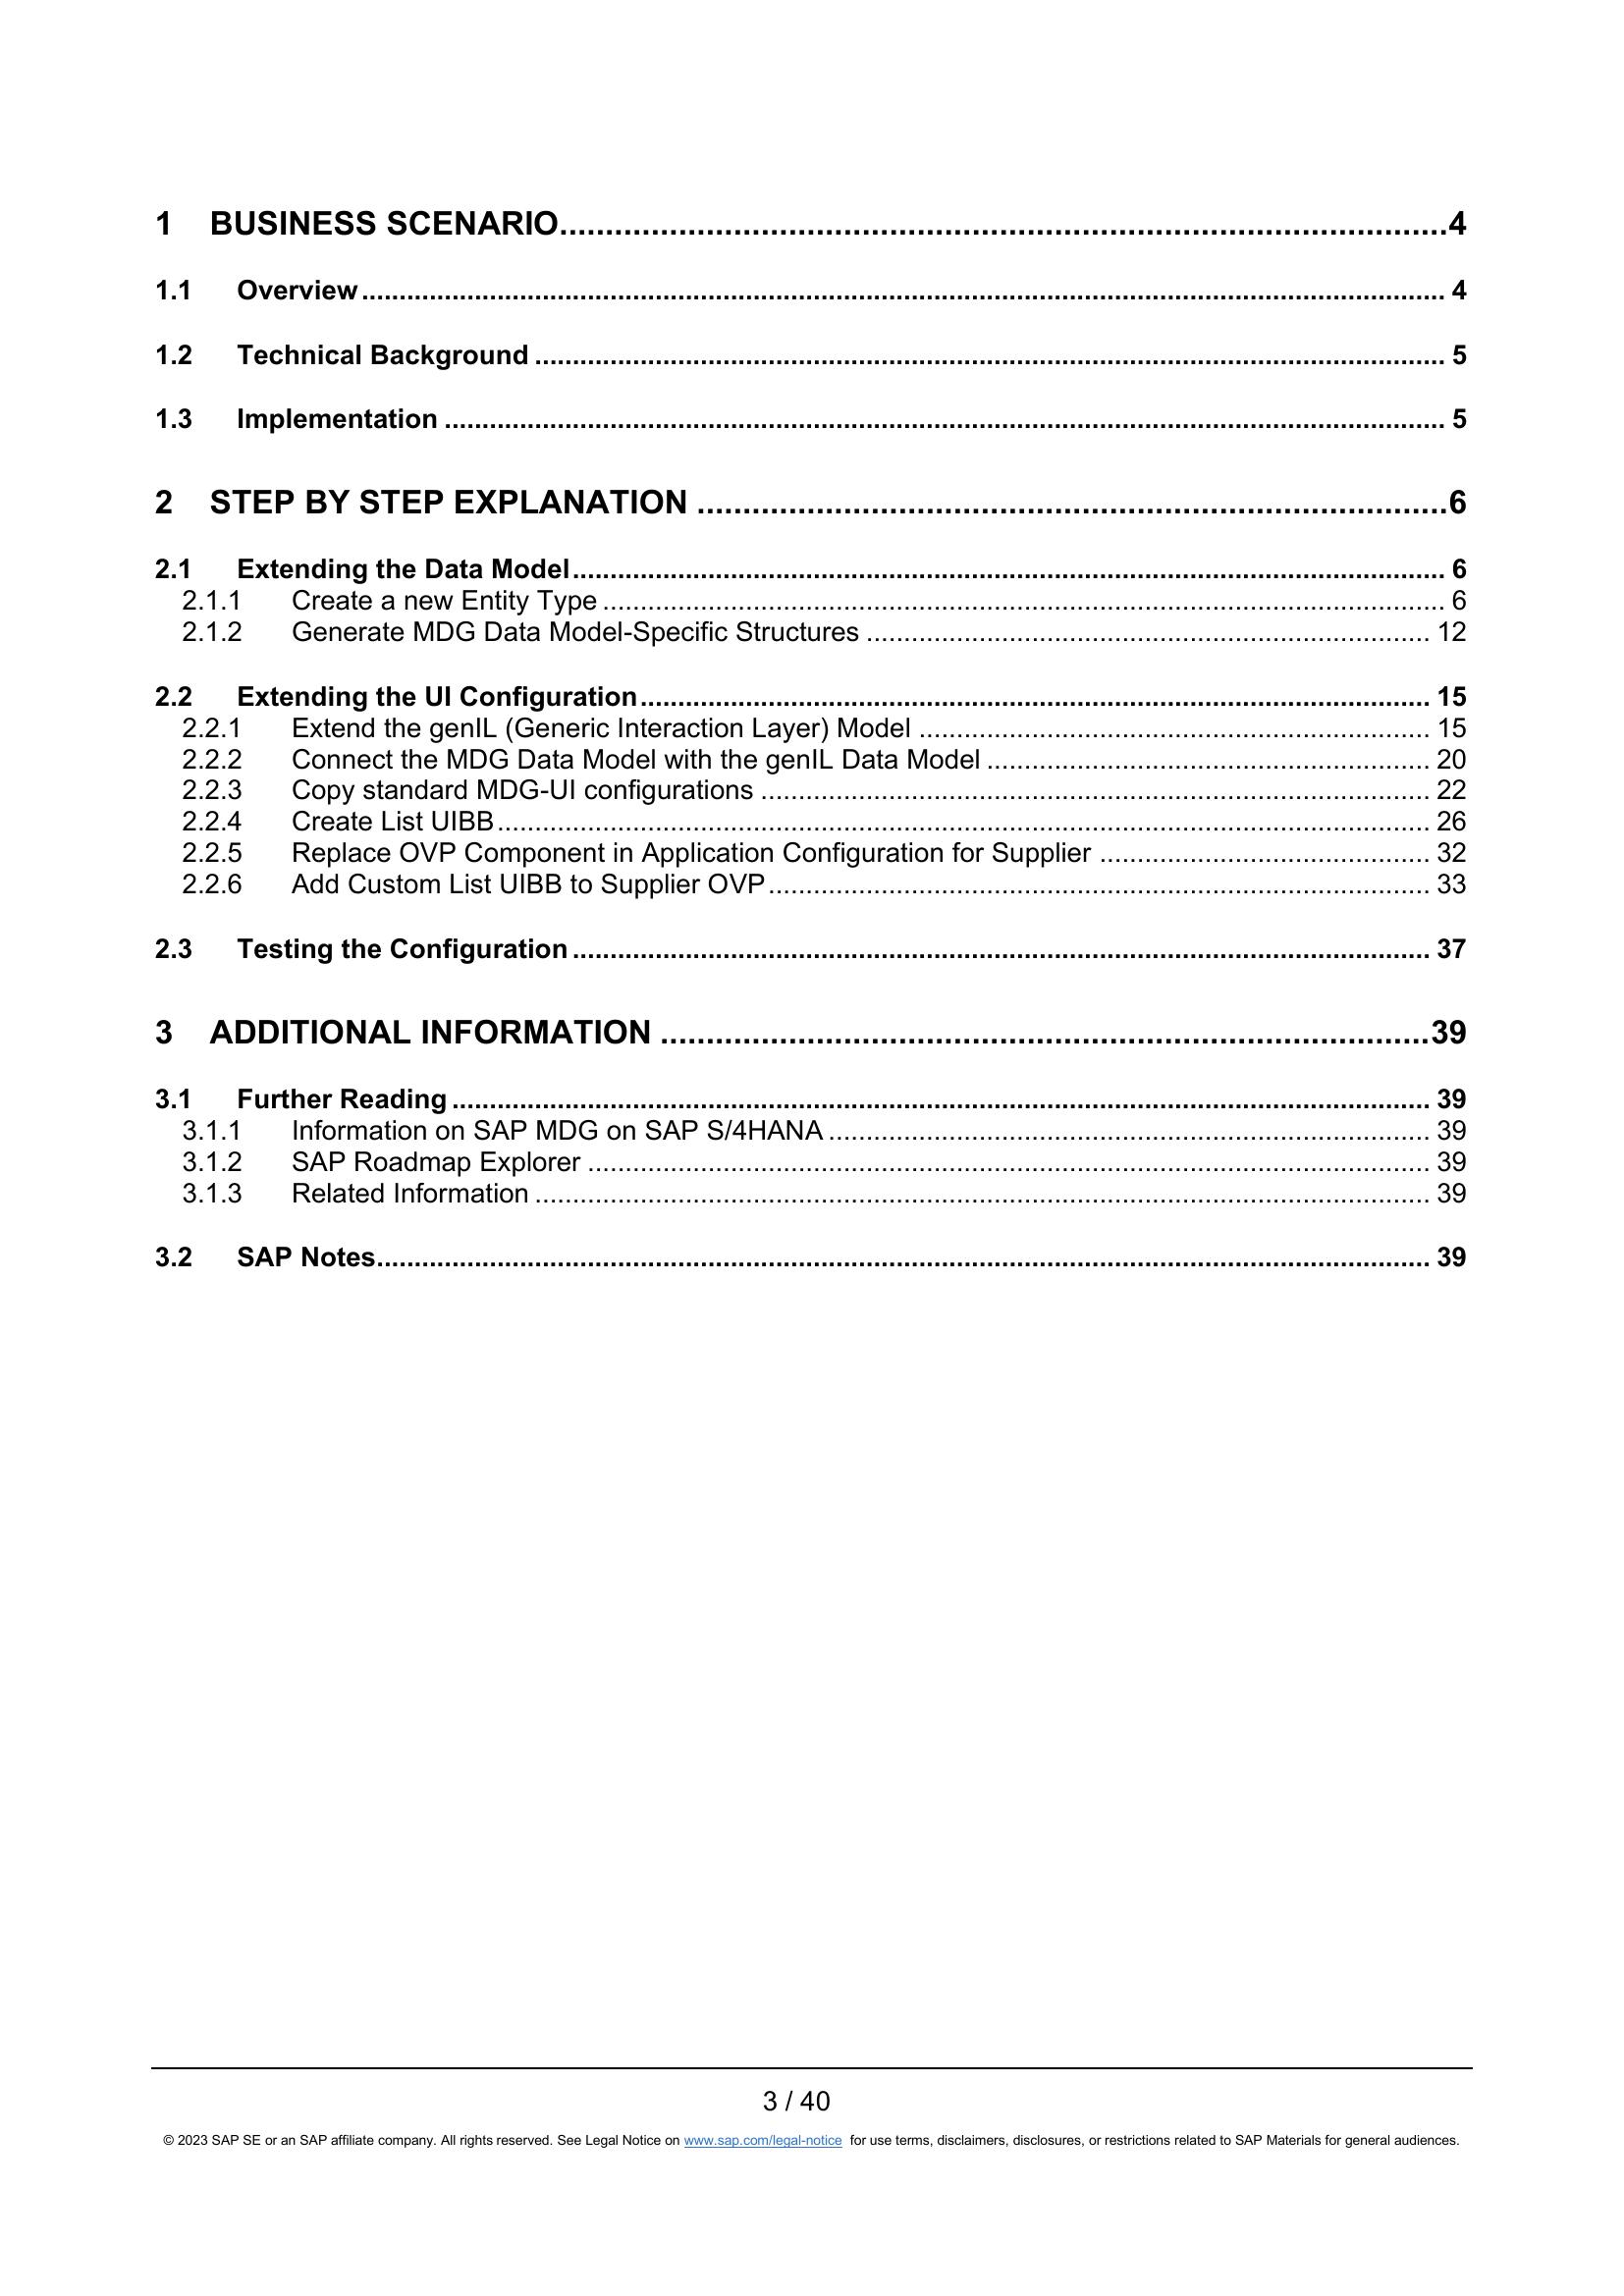 1 BUSINESS SCENARIO....................................................................................................4
1.1 Overview.................................................................................................... 4
1.2 Technical Background .................................................................................................... 5
1.3 Implementation .................................................................................................... 5
2 STEP BY STEP EXPLANATION ....................................................................................6
2.1 Extending the Data Model.................................................................................................... 6
2.1.1 Create a new Entity Type .................................................................................................... 6
2.1.2 Generate MDG Data Model-Specific Structures .......................................................................... 12
2.2 Extending the UI Configuration.................................................................................................... 15
2.2.1 Extend the genIL (Generic Interaction Layer) Model .................................................................... 15
2.2.2 Connect the MDG Data Model with the genIL Data Model ........................................................... 20
2.2.3 Copy standard MDG-UI configurations ......................................................................................... 22
2.2.4 Create List UIBB.................................................................................................... 26
2.2.5 Replace OVP Component in Application Configuration for Supplier ............................................ 32
2.2.6 Add Custom List UIBB to Supplier OVP........................................................................................ 33
2.3 Testing the Configuration.................................................................................................... 37
3 ADDITIONAL INFORMATION ....................................................................................39
3.1 Further Reading.................................................................................................... 39
3.1.1 Information on SAP MDG on SAP S/4HANA................................................................................ 39
3.1.2 SAP Roadmap Explorer .................................................................................................... 39
3.1.3 Related Information .................................................................................................... 39
3.2 SAP Notes.................................................................................................... 39
3 / 40
© 2023 SAP SE or an SAP affiliate company. All rights reserved. See Legal Notice on www.sap.com/legal-notice for use terms, disclaimers, disclosures, or restrictions related to SAP Materials for general audiences.